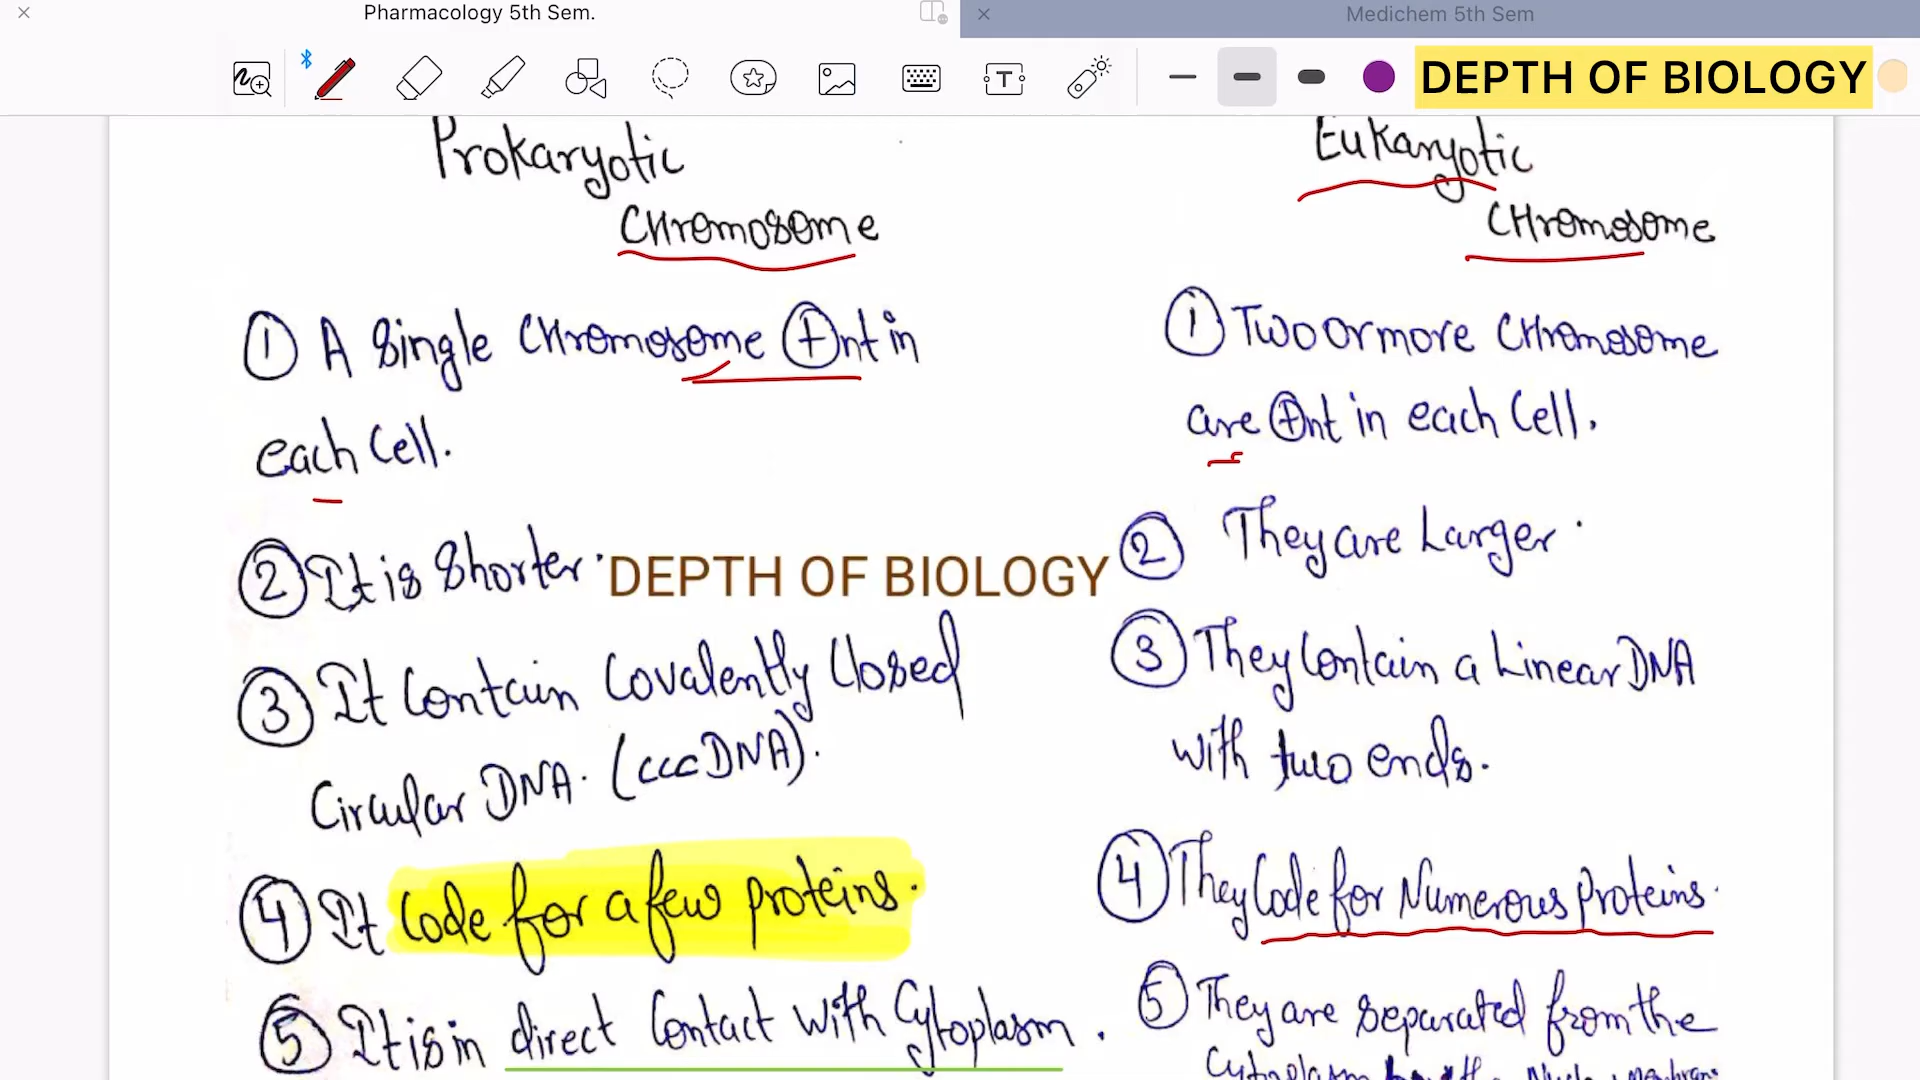 Pharmacology 5th Sem.
Medichem 5th Sem
DEPTH OF BIOLOGY
Prokaryotic
Chromosome
① A Single Chromosome ⊕nt in
each Cell.
② It is Shorter.
③ It Contain Covalently Closed
Circular DNA. (cccDNA).
④ It Code for a few proteins.
⑤ It is in direct Contact with Cytoplasm.
DEPTH OF BIOLOGY
Eukaryotic
Chromosome
① Two or more Chromosome
are ⊕nt in each Cell.
② They are Larger.
③ They Contain a Linear DNA
with two ends.
④ They Code for Numerous Proteins.
⑤ They are separated from the
Cytoplasm